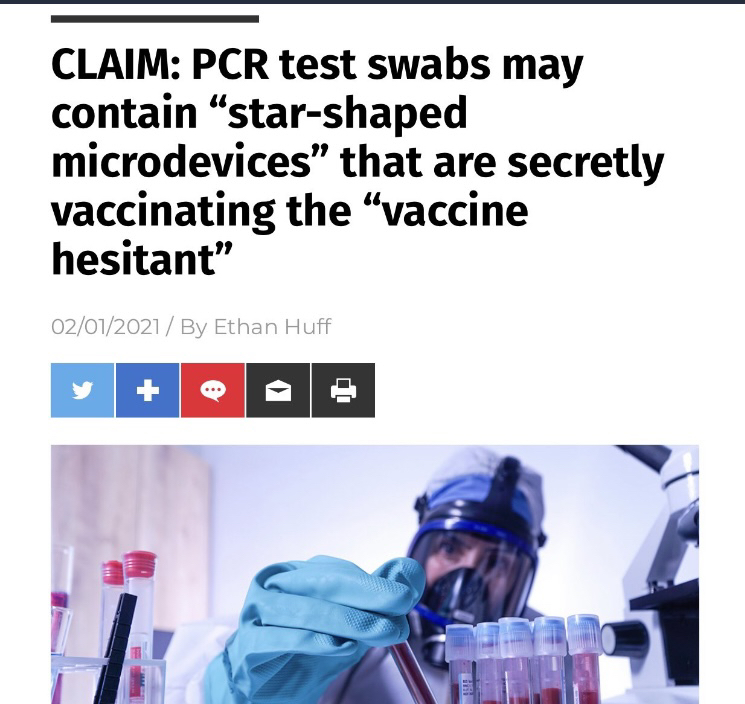 CLAIM: PCR test swabs may
contain “star-shaped
microdevices” that are secretly
vaccinating the “vaccine
hesitant”
02/01/2021 / By Ethan Huff